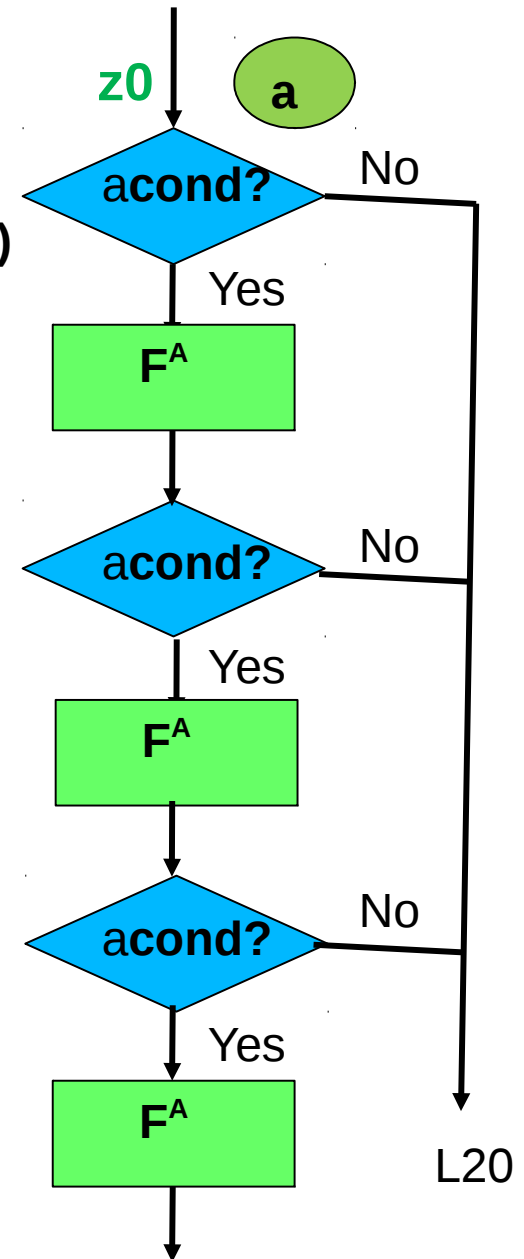 z0
a
acond?
No
)
Yes
F^A
acond?
No
Yes
F^A
acond?
No
Yes
F^A
L20